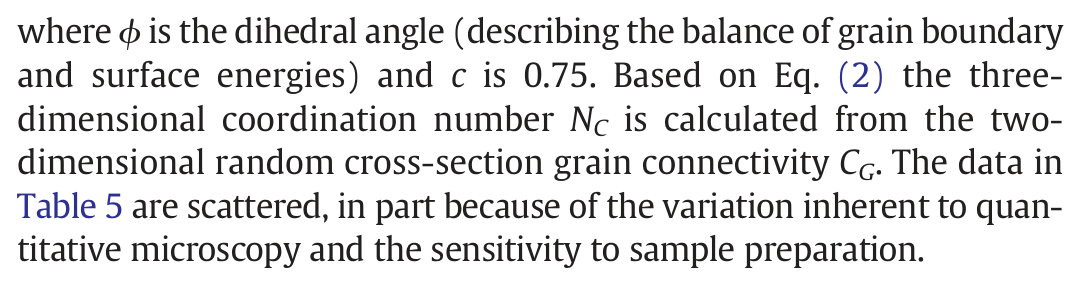 where ϕ is the dihedral angle (describing the balance of grain boundary
and surface energies) and c is 0.75. Based on Eq. (2) the three-
dimensional coordination number N_C is calculated from the two-
dimensional random cross-section grain connectivity C_G. The data in
Table 5 are scattered, in part because of the variation inherent to quan-
titative microscopy and the sensitivity to sample preparation.